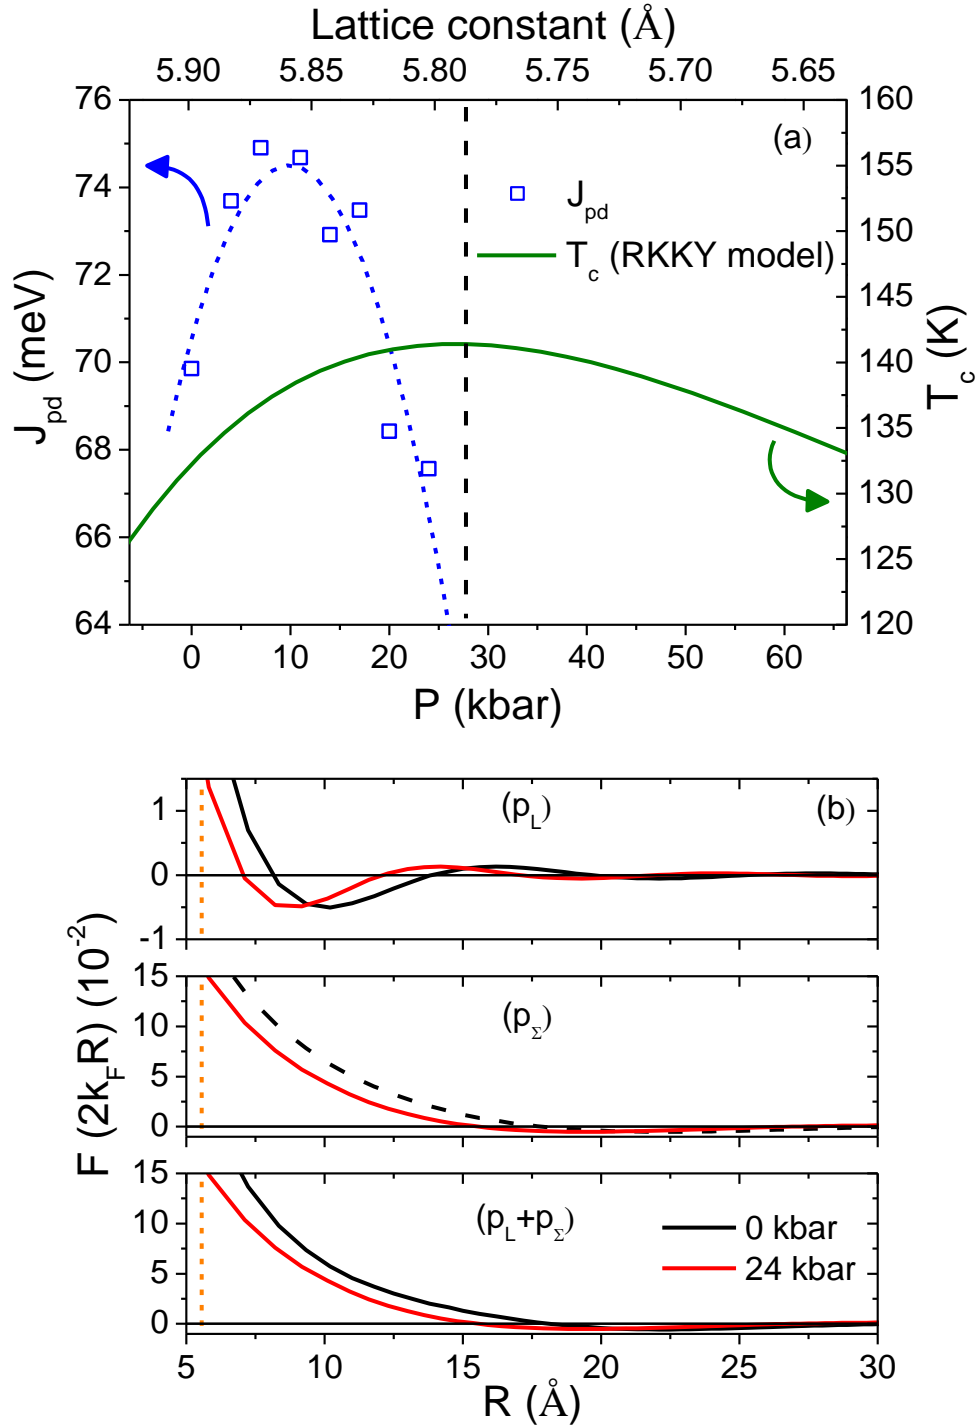 Lattice constant (Å)
5.90 5.85 5.80 5.75 5.70 5.65
76 74 72 70 68 66 64
J_pd (meV)
(a)
J_pd
T_c (RKKY model)
160 155 150 145 140 135 130 125 120
T_c (K)
0 10 20 30 40 50 60
P (kbar)
F (2k_F R) (10^-2)
1 0 -1
(p_L)
(b)
15 10 5 0
(p_Σ)
15 10 5 0
(p_L+p_Σ)
0 kbar
24 kbar
5 10 15 20 25 30
R (Å)